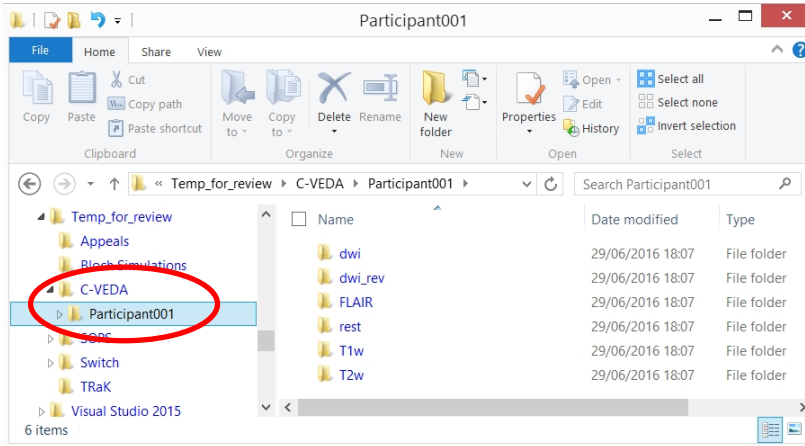 Participant001
File Home Share View
Copy
Paste
Cut
Copy path
Paste shortcut
Clipboard
Move to
Copy to
Delete
Rename
Organize
New folder
New
Properties
Open
Edit
History
Open
Select all
Select none
Invert selection
Select
« Temp_for_review C-VEDA Participant001
Search Participant001
Temp_for_review
Appeals
Bloch Simulations
C-VEDA
Participant001
SOPS
Switch
TRaK
Visual Studio 2015
Name Date modified Type
dwi 29/06/2016 18:07 File folder
dwi_rev 29/06/2016 18:07 File folder
FLAIR 29/06/2016 18:07 File folder
rest 29/06/2016 18:07 File folder
T1w 29/06/2016 18:07 File folder
T2w 29/06/2016 18:07 File folder
6 items